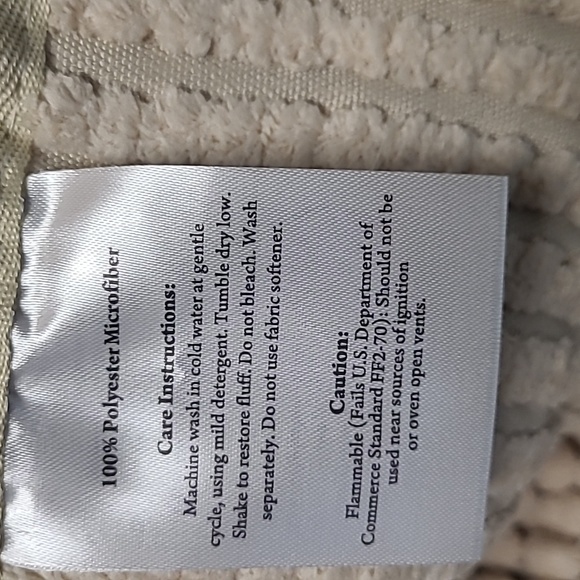 100% Polyester Microfiber
Care Instructions:
Machine wash in cold water at gentle
cycle, using mild detergent. Tumble dry low.
Shake to restore fluff. Do not bleach. Wash
separately. Do not use fabric softener.
Caution:
Flammable (Fails U.S. Department of
Commerce Standard FF2-70): Should not be
used near sources of ignition
or oven open vents.